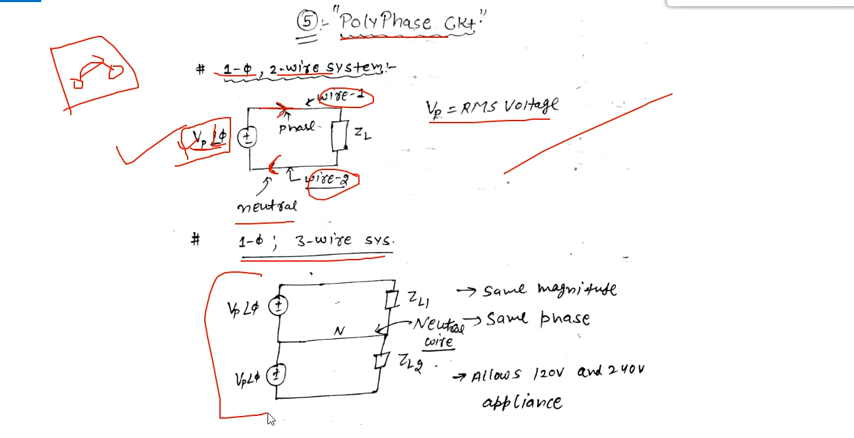 ⑤:- "PolyPhase CKt"
# 1-ϕ, 2-wire system:-
wire-1
Vp = RMS Voltage
phase
Vp∠ϕ
ZL
wire-2
neutral
# 1-ϕ; 3-wire sys.
Vp∠ϕ
ZL1
→ Same magnitude
N
Neutral wire
→ Same phase
Vp∠ϕ
ZL2
→ Allows 120V and 240V
appliance